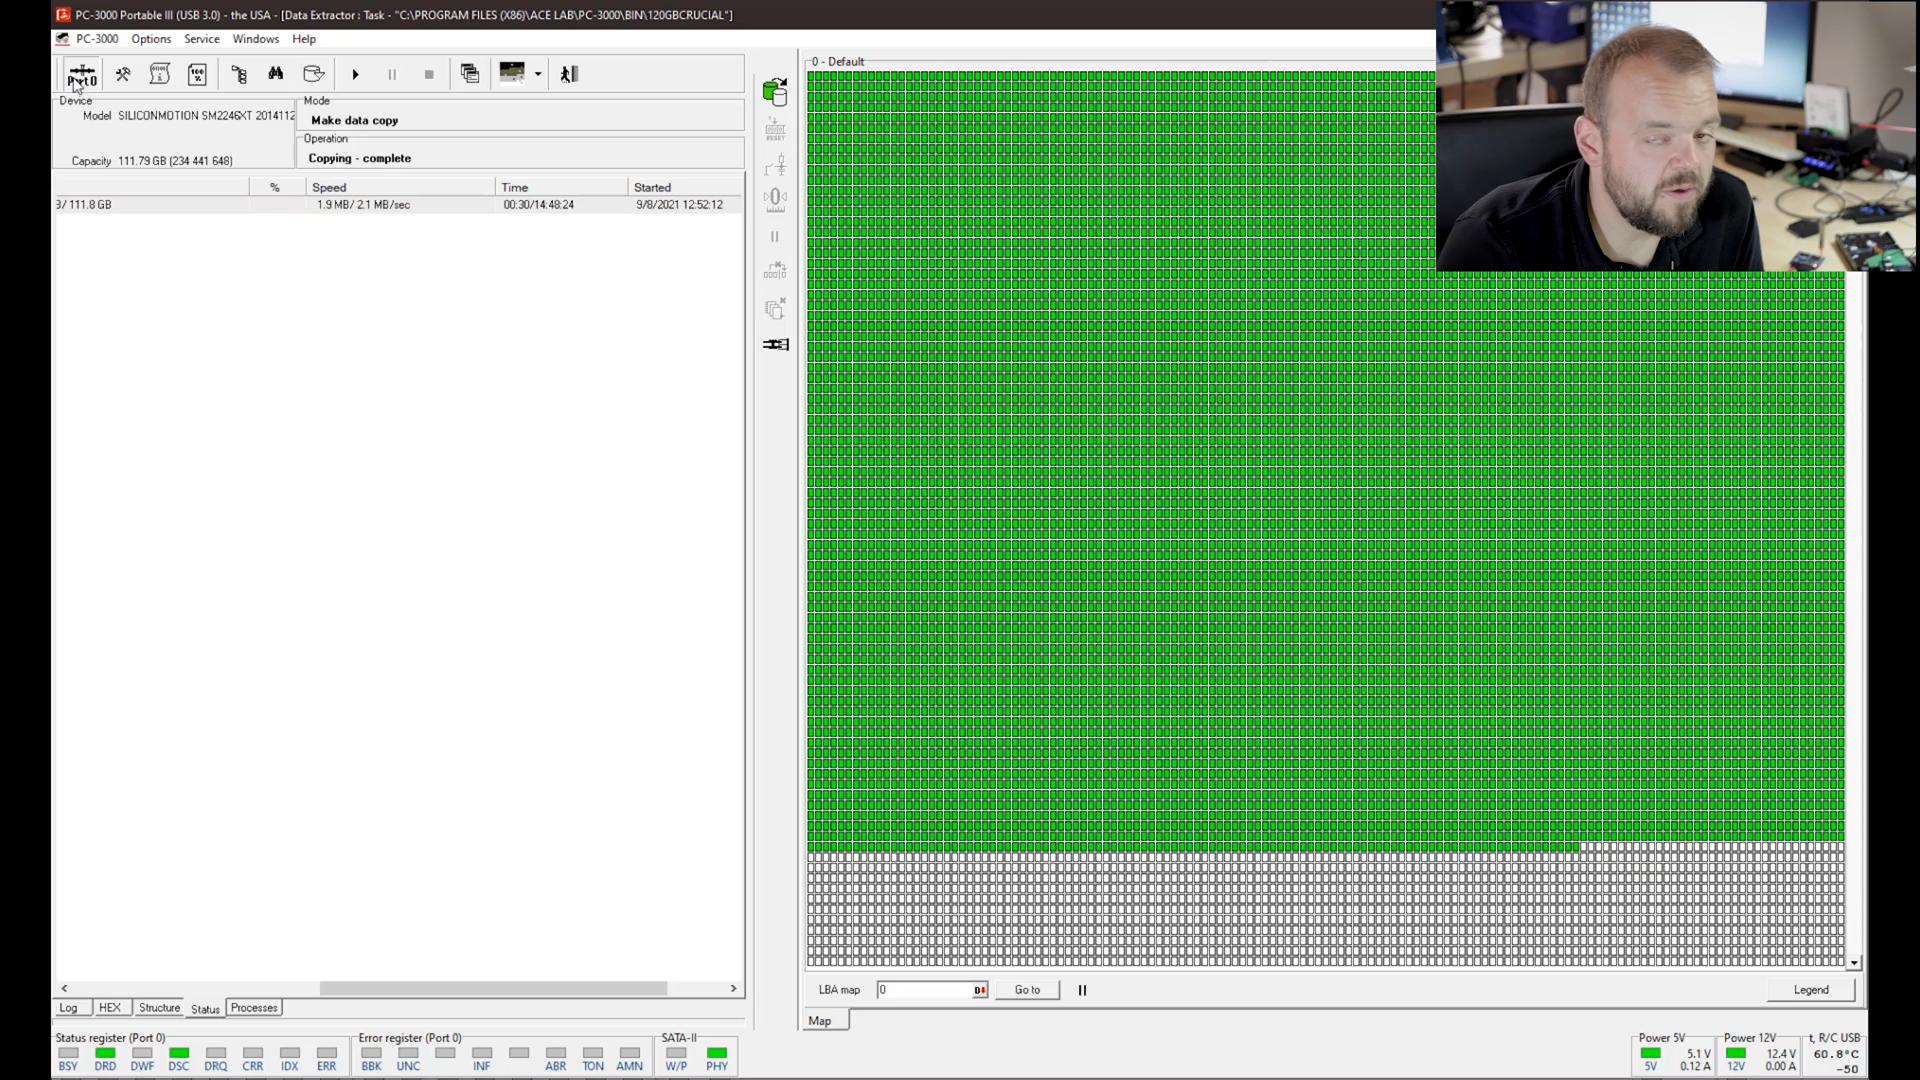 PC-3000 Portable III (USB 3.0) - the USA - [Data Extractor : Task - "C:\PROGRAM FILES (X86)\ACE LAB\PC-3000\BIN\120GBCRUCIAL"]
PC-3000 Options Service Windows Help
Port 0
100 %
Device
Model SILICONMOTION SM2246XT 2014112
Capacity 111.79 GB (234 441 648)
Mode
Make data copy
Operation
Copying - complete
% Speed Time Started
/ 111.8 GB 1.9 MB/ 2.1 MB/sec 00:30/14:48:24 9/8/2021 12:52:12
RESET
0 - Default
LBA map 0 Go to Legend
Map
Log HEX Structure Status Processes
Status register (Port 0)
BSY DRD DWF DSC DRQ CRR IDX ERR
Error register (Port 0)
BBK UNC INF ABR TON AMN
SATA-II
W/P PHY
Power 5V
5V 5.1 V
0.12 A
Power 12V
12V 12.4 V
0.00 A
t, R/C USB
60.8°C
-50